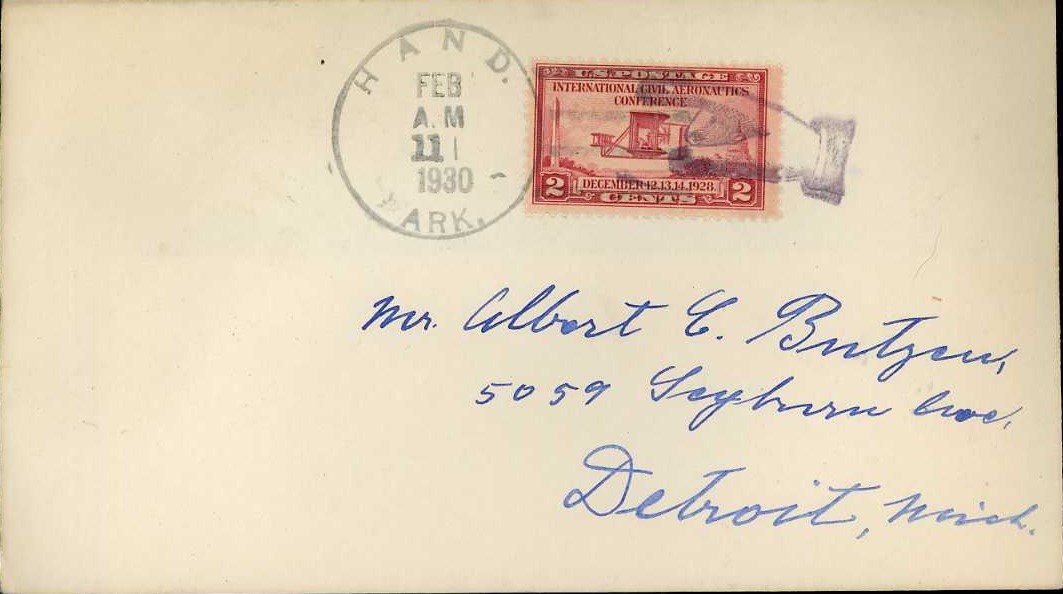 HAND.
FEB
A.M
11
1930
ARK.
U.S. POSTAGE
INTERNATIONAL CIVIL AERONAUTICS
CONFERENCE
DECEMBER 12.13.14.1928.
2 CENTS 2
Mr. Albert C. Butzen,
5059 Seyburn Ave.
Detroit, Mich.